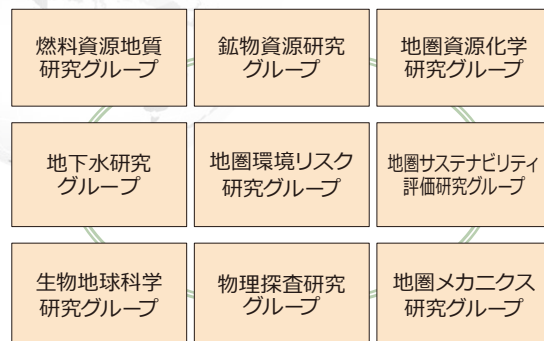 燃料資源地質
研究グループ
鉱物資源研究
グループ
地圏資源化学
研究グループ
地下水研究
グループ
地圏環境リスク
研究グループ
地圏サステナビリティ
評価研究グループ
生物地球科学
研究グループ
物理探査研究
グループ
地圏メカニクス
研究グループ